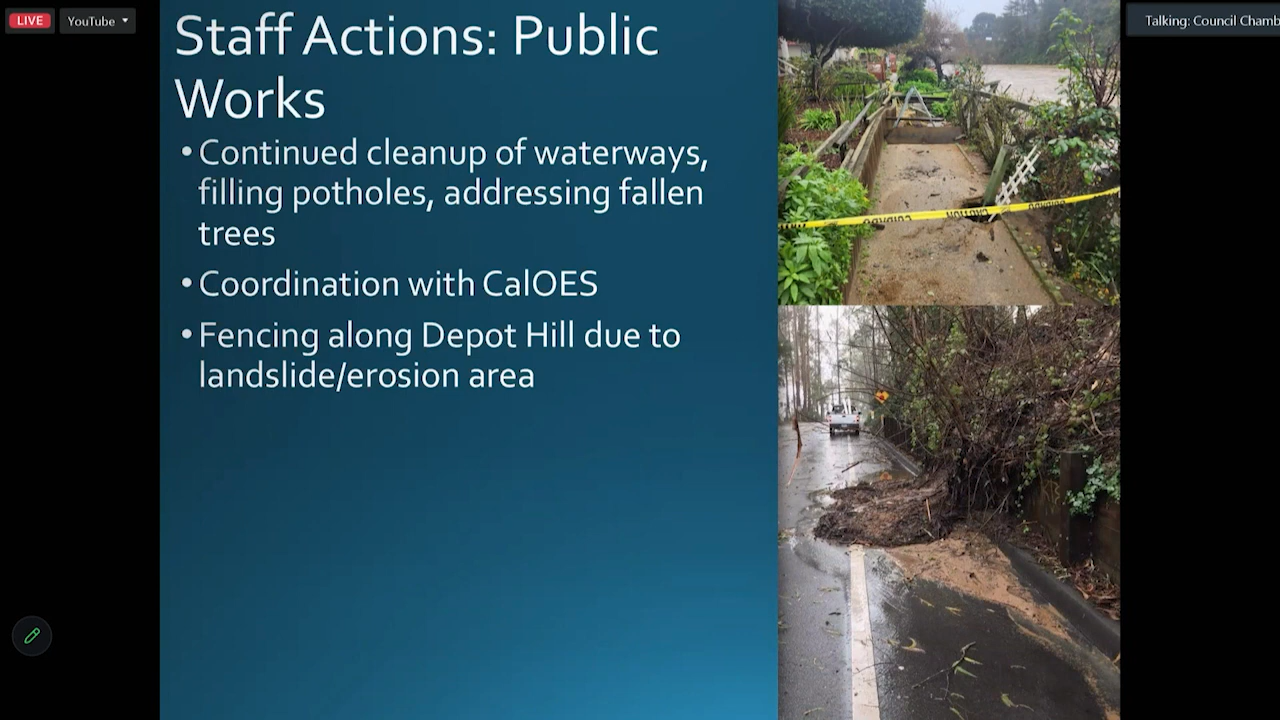 LIVE
YouTube
Talking: Council Chamb
Staff Actions: Public
Works
• Continued cleanup of waterways,
filling potholes, addressing fallen
trees
• Coordination with CalOES
• Fencing along Depot Hill due to
landslide/erosion area
CAUTION